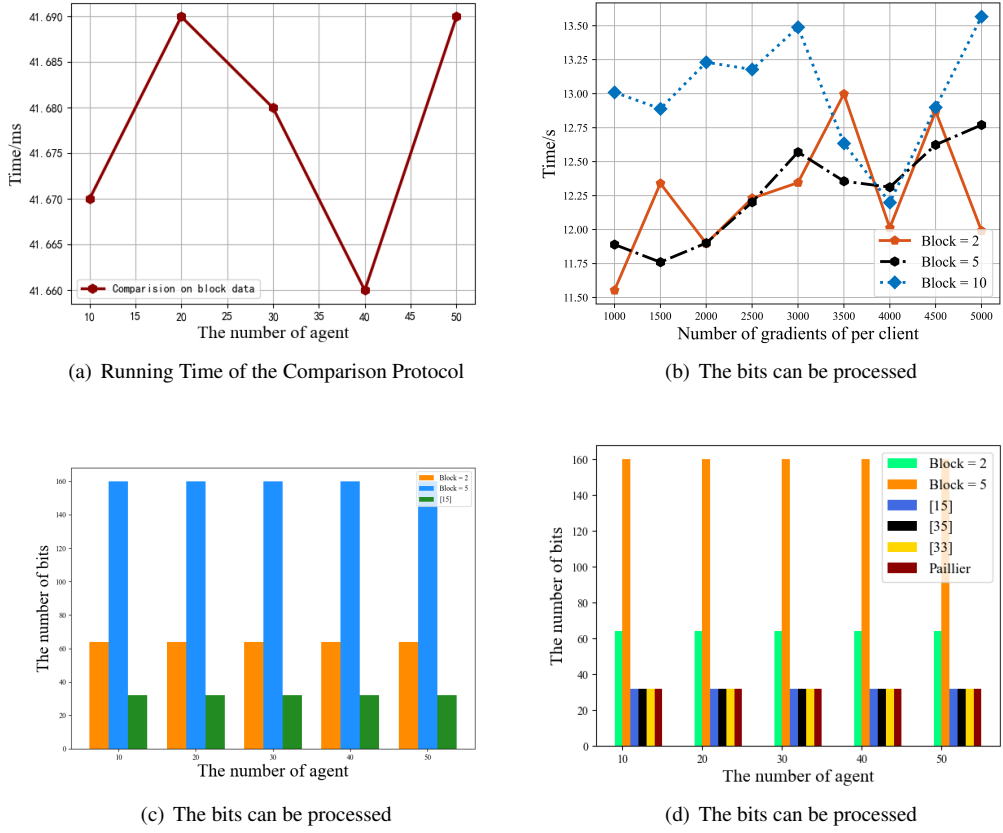 41.690
41.685
41.680
41.675
41.670
41.665
41.660
Time/ms
Comparision on block data
10 15 20 25 30 35 40 45 50
The number of agent
(a) Running Time of the Comparison Protocol
13.50
13.25
13.00
12.75
12.50
12.25
12.00
11.75
11.50
Time/s
Block = 2
Block = 5
Block = 10
1000 1500 2000 2500 3000 3500 4000 4500 5000
Number of gradients of per client
(b) The bits can be processed
160
140
120
100
80
60
40
20
0
The number of bits
Block = 2
Block = 5
[15]
10 20 30 40 50
The number of agent
(c) The bits can be processed
160
140
120
100
80
60
40
20
0
The number of bits
Block = 2
Block = 5
[15]
[35]
[33]
Paillier
10 20 30 40 50
The number of agent
(d) The bits can be processed